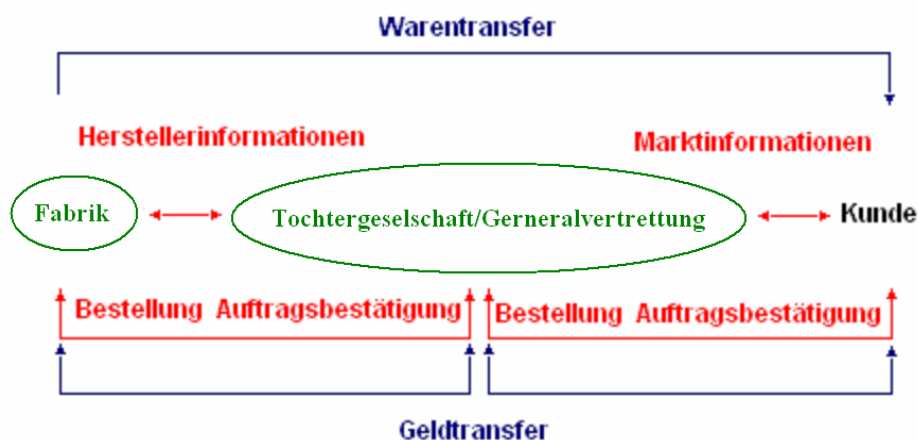 Warentransfer
Herstellerinformationen
Marktinformationen
Fabrik
Tochtergeselschaft/Gerneralvertrettung
Kunde
Bestellung Auftragsbestätigung
Bestellung Auftragsbestätigung
Geldtransfer